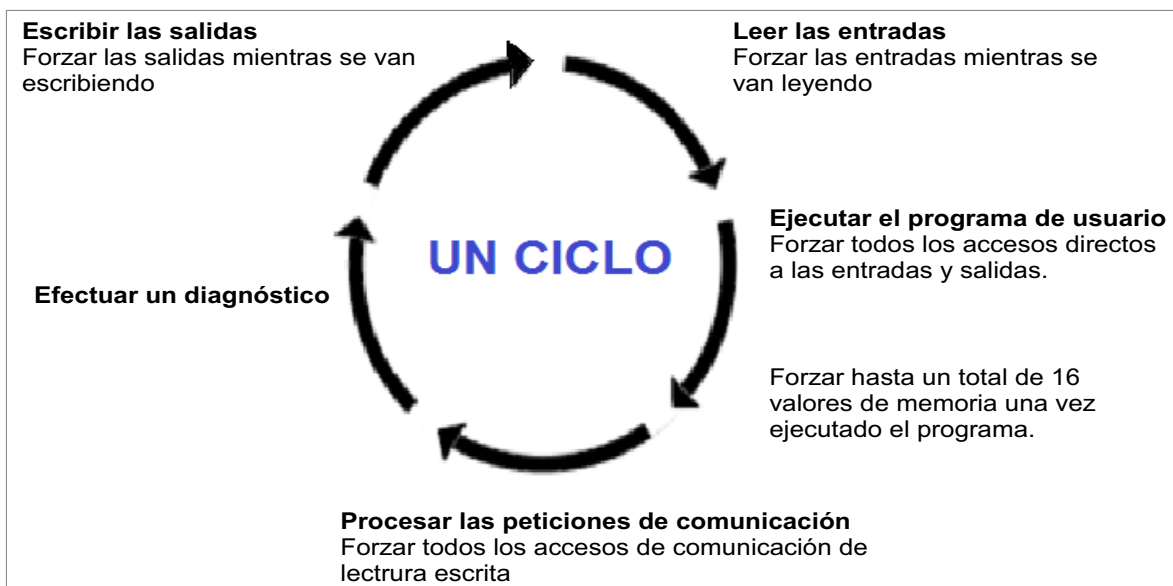 Escribir las salidas
Forzar las salidas mientras se van
escribiendo
Leer las entradas
Forzar las entradas mientras se
van leyendo
Ejecutar el programa de usuario
Forzar todos los accesos directos
a las entradas y salidas.
UN CICLO
Efectuar un diagnóstico
Forzar hasta un total de 16
valores de memoria una vez
ejecutado el programa.
Procesar las peticiones de comunicación
Forzar todos los accesos de comunicación de
lectrura escrita